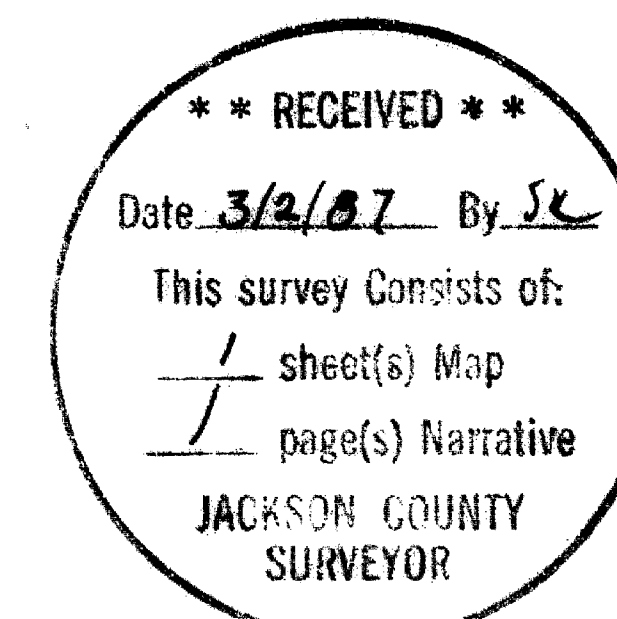 * * RECEIVED * *
Date 3/2/87 By SK
This survey Consists of:
1 sheet(s) Map
1 page(s) Narrative
JACKSON COUNTY
SURVEYOR